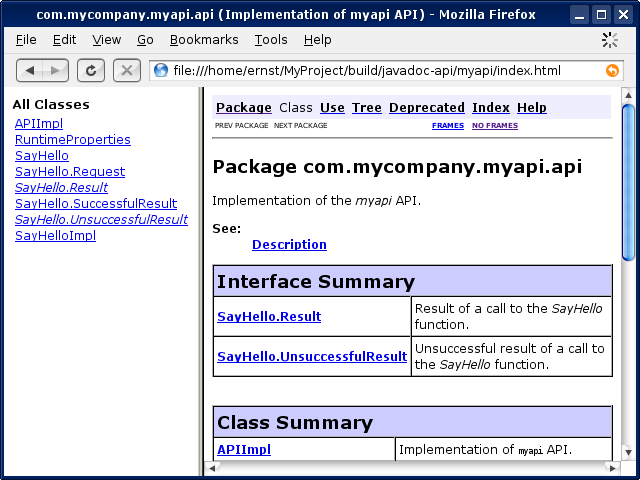 com.mycompany.myapi.api (Implementation of myapi API) - Mozilla Firefox
File Edit View Go Bookmarks Tools Help
file:///home/ernst/MyProject/build/javadoc-api/myapi/index.html
All Classes
APIImpl
RuntimeProperties
SayHello
SayHello.Request
SayHello.Result
SayHello.SuccessfulResult
SayHello.UnsuccessfulResult
SayHelloImpl
Package Class Use Tree Deprecated Index Help
PREV PACKAGE NEXT PACKAGE FRAMES NO FRAMES
Package com.mycompany.myapi.api
Implementation of the myapi API.
See:
Description
Interface Summary
SayHello.Result
Result of a call to the SayHello
function.
SayHello.UnsuccessfulResult
Unsuccessful result of a call to
the SayHello function.
Class Summary
APIImpl
Implementation of myapi API.